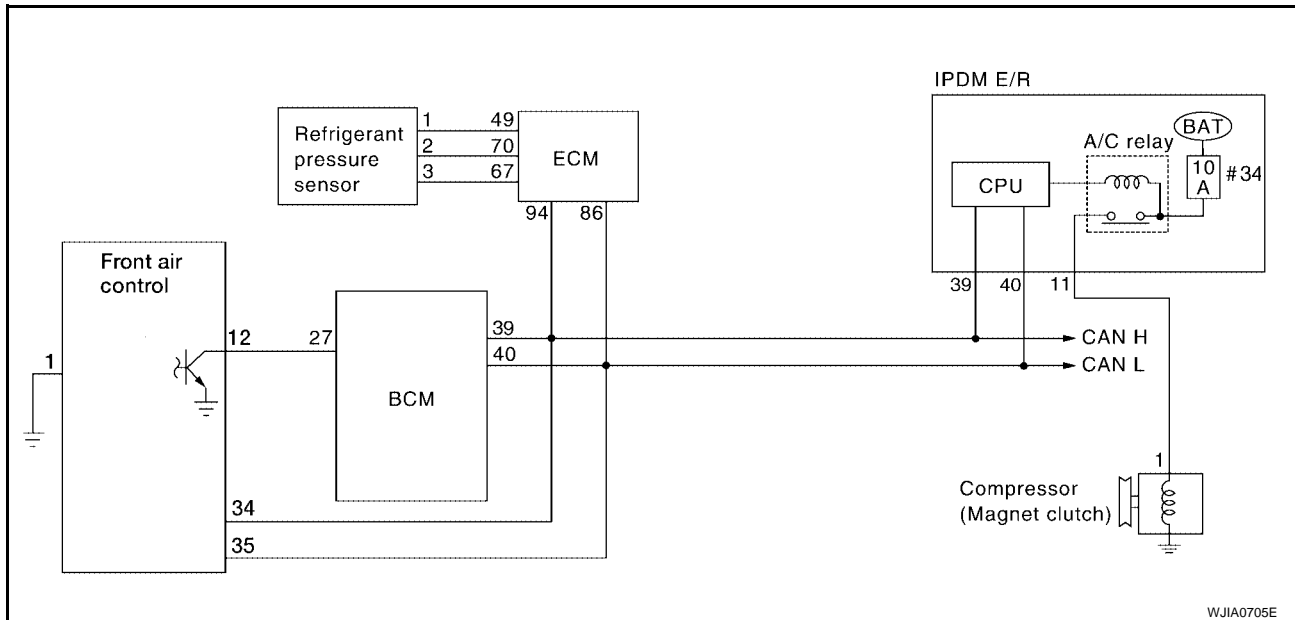 IPDM E/R
BAT
A/C relay
10
A
#34
CPU
39
40
11
Refrigerant
pressure
sensor
1
2
3
49
70
67
ECM
94
86
Front air
control
1
12
27
BCM
39
40
CAN H
CAN L
34
35
1
Compressor
(Magnet clutch)
WJIA0705E